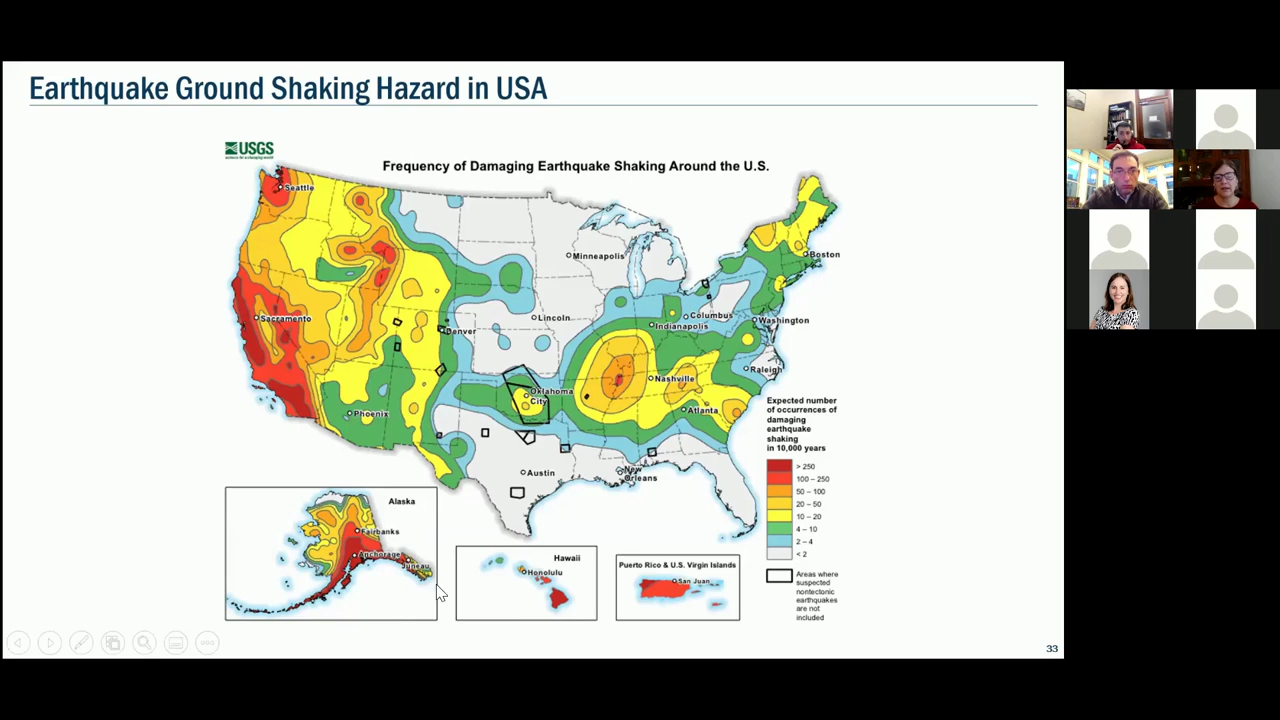 Earthquake Ground Shaking Hazard in USA
USGS
science for a changing world
Frequency of Damaging Earthquake Shaking Around the U.S.
Seattle
Minneapolis
Boston
Sacramento
Denver
Lincoln
Columbus
Indianapolis
Washington
Nashville
Raleigh
Oklahoma
City
Phoenix
Atlanta
Austin
New
Orleans
Expected number
of occurrences of
damaging
earthquake
shaking
in 10,000 years
> 250
100 – 250
50 – 100
20 – 50
10 – 20
4 – 10
2 – 4
< 2
Areas where
suspected
nontectonic
earthquakes
are not
included
Alaska
Fairbanks
Anchorage
Juneau
Hawaii
Honolulu
Puerto Rico & U.S. Virgin Islands
San Juan
33